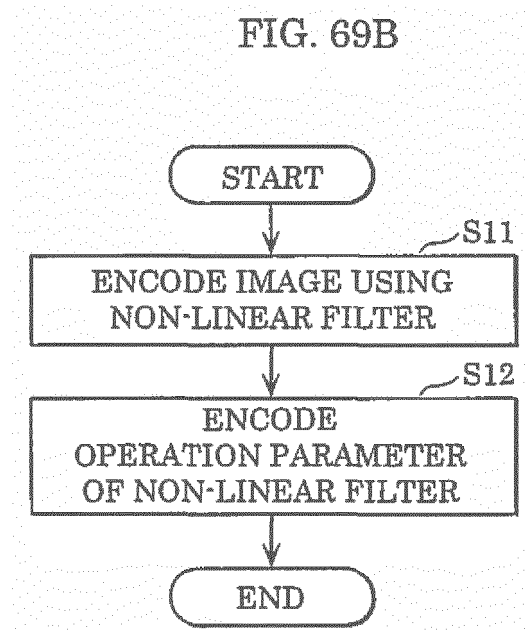 FIG. 69B
START
S11
ENCODE IMAGE USING
NON-LINEAR FILTER
S12
ENCODE
OPERATION PARAMETER
OF NON-LINEAR FILTER
END